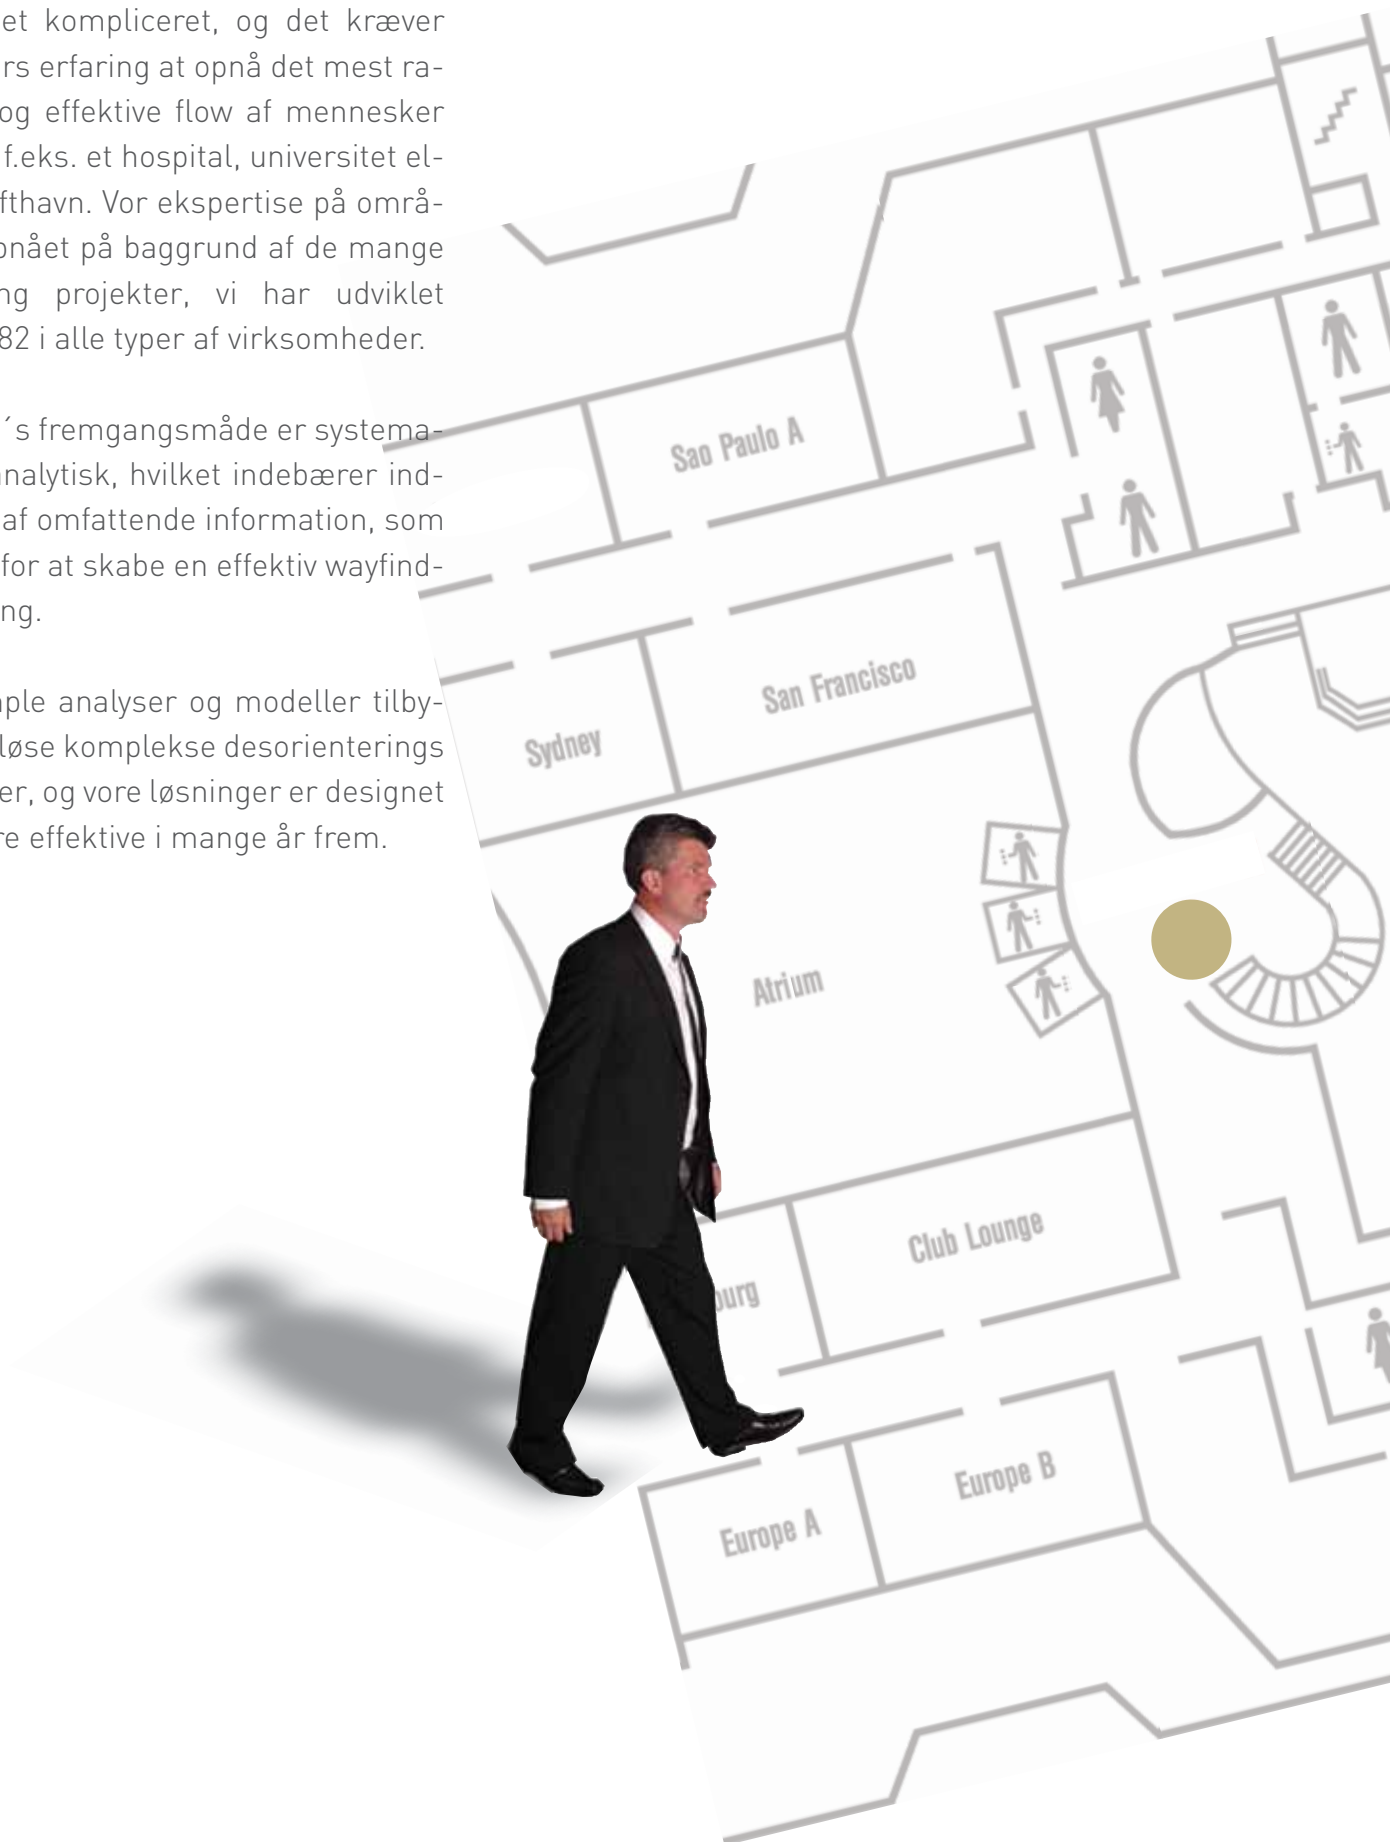 et kompliceret, og det kræver
rs erfaring at opnå det mest ra-
og effektive flow af mennesker
f.eks. et hospital, universitet el-
fthavn. Vor ekspertise på områ-
pnået på baggrund af de mange
ng projekter, vi har udviklet
82 i alle typer af virksomheder.
´s fremgangsmåde er systema-
analytisk, hvilket indebærer ind-
af omfattende information, som
for at skabe en effektiv wayfind-
ng.
ple analyser og modeller tilby-
løse komplekse desorienterings
er, og vore løsninger er designet
re effektive i mange år frem.
Sao Paulo A
San Francisco
Sydney
Atrium
Club Lounge
ourg
Europe B
Europe A